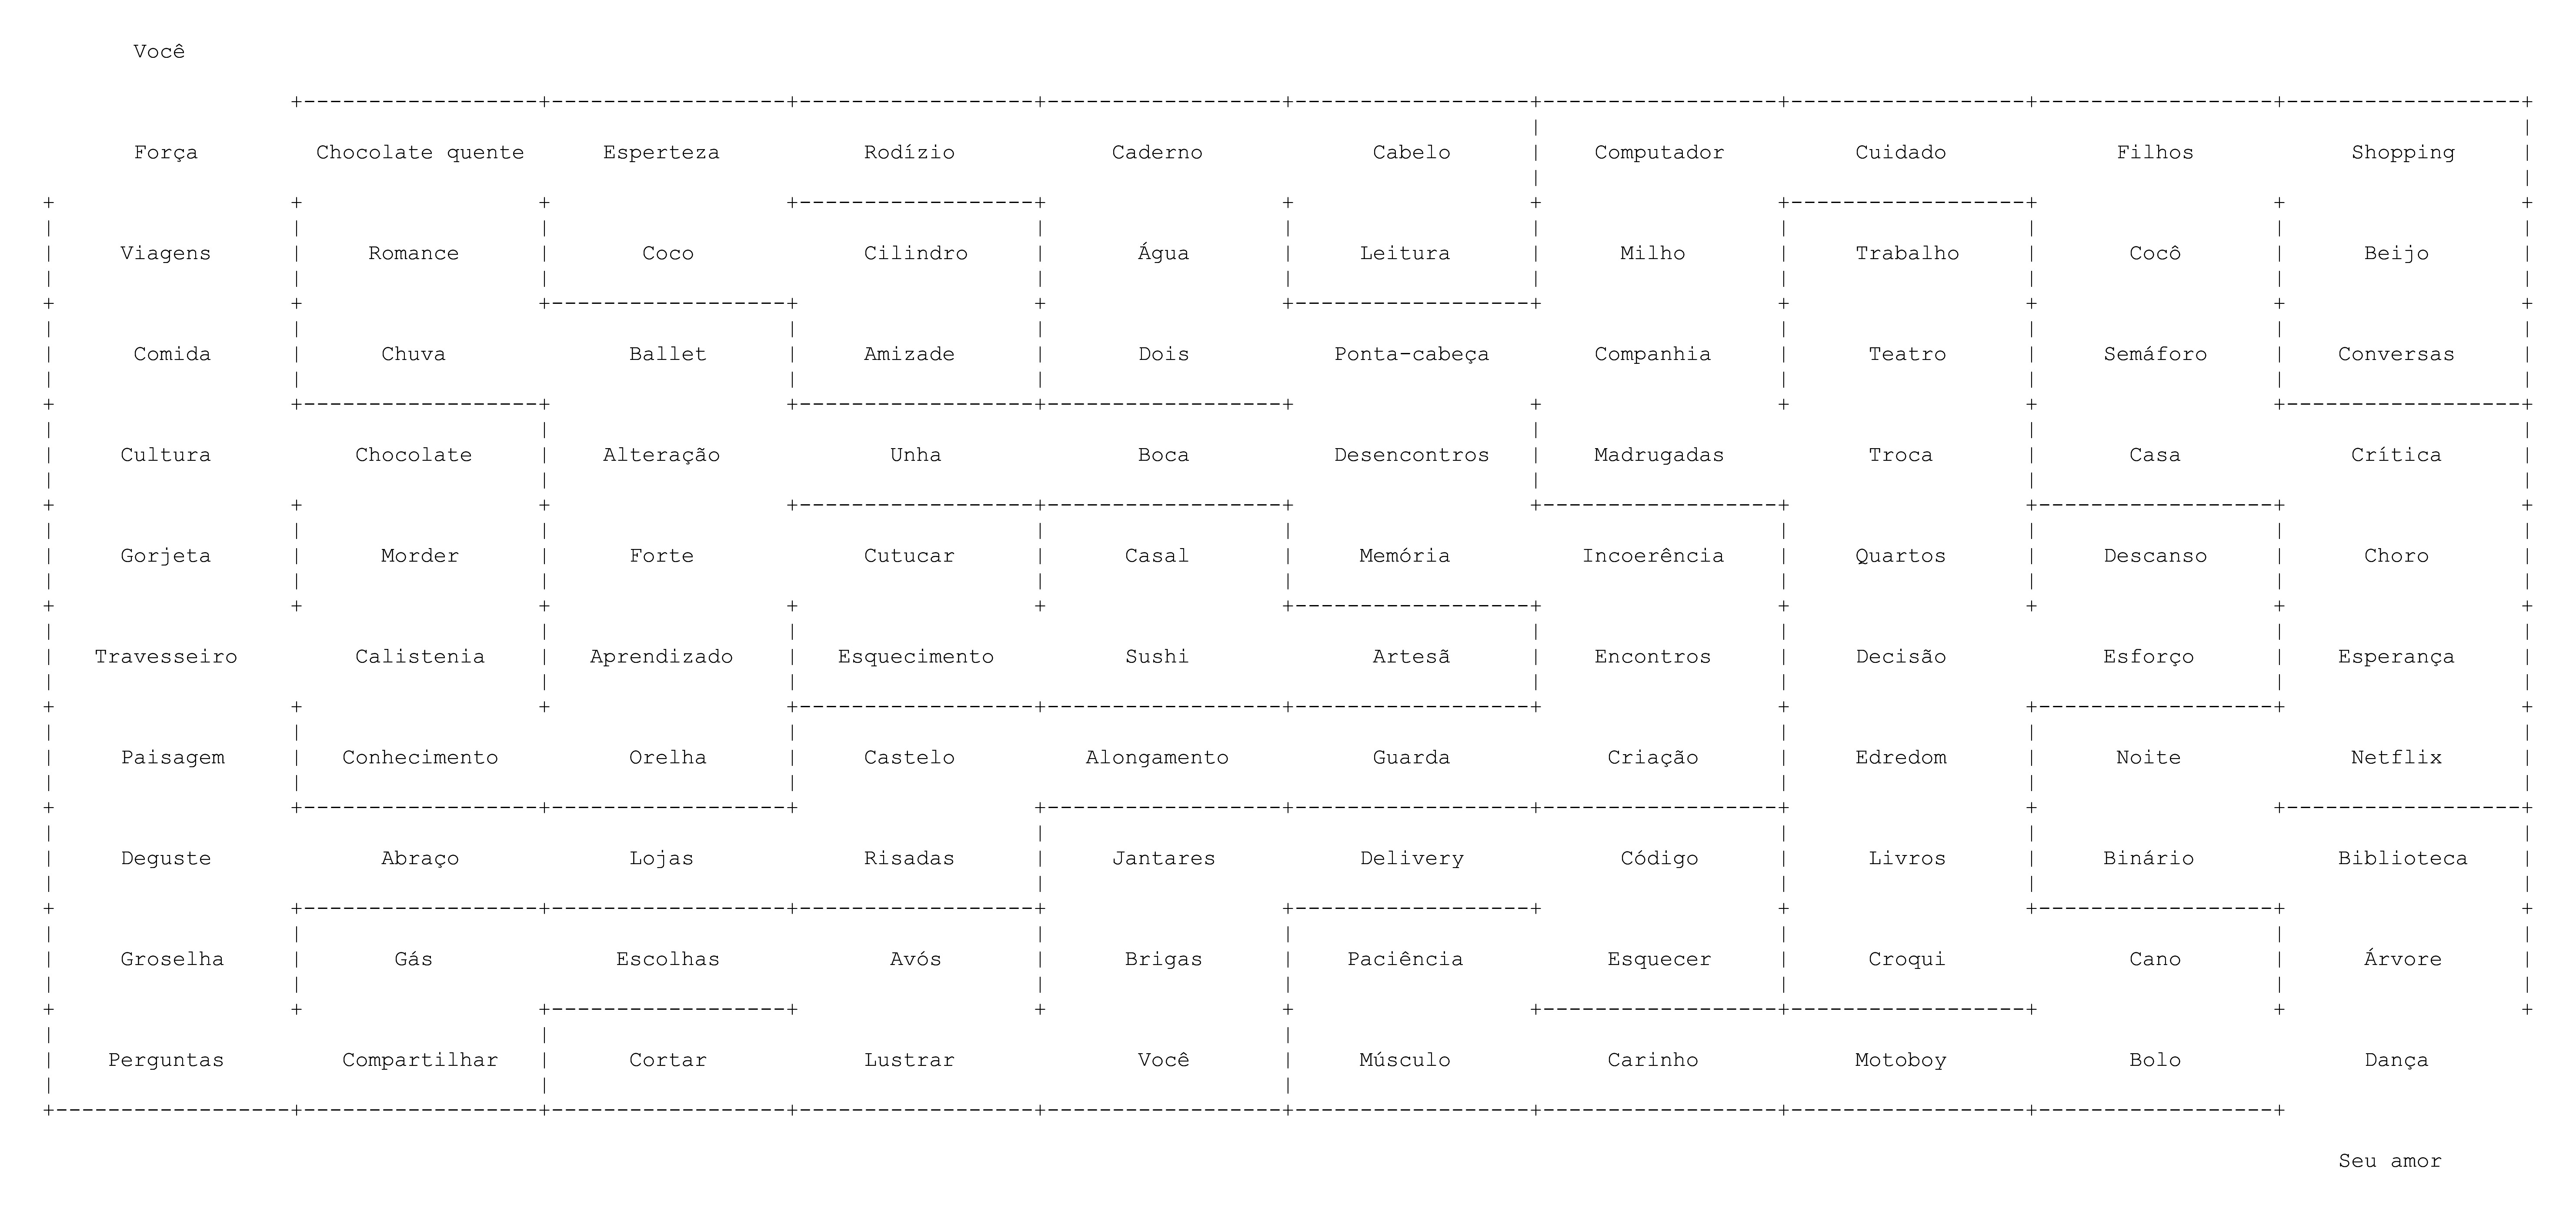 Você
Força Chocolate quente Esperteza Rodízio Caderno Cabelo Computador Cuidado Filhos Shopping
Viagens Romance Coco Cilindro Água Leitura Milho Trabalho Cocô Beijo
Comida Chuva Ballet Amizade Dois Ponta-cabeça Companhia Teatro Semáforo Conversas
Cultura Chocolate Alteração Unha Boca Desencontros Madrugadas Troca Casa Crítica
Gorjeta Morder Forte Cutucar Casal Memória Incoerência Quartos Descanso Choro
Travesseiro Calistenia Aprendizado Esquecimento Sushi Artesã Encontros Decisão Esforço Esperança
Paisagem Conhecimento Orelha Castelo Alongamento Guarda Criação Edredom Noite Netflix
Deguste Abraço Lojas Risadas Jantares Delivery Código Livros Binário Biblioteca
Groselha Gás Escolhas Avós Brigas Paciência Esquecer Croqui Cano Árvore
Perguntas Compartilhar Cortar Lustrar Você Músculo Carinho Motoboy Bolo Dança
Seu amor